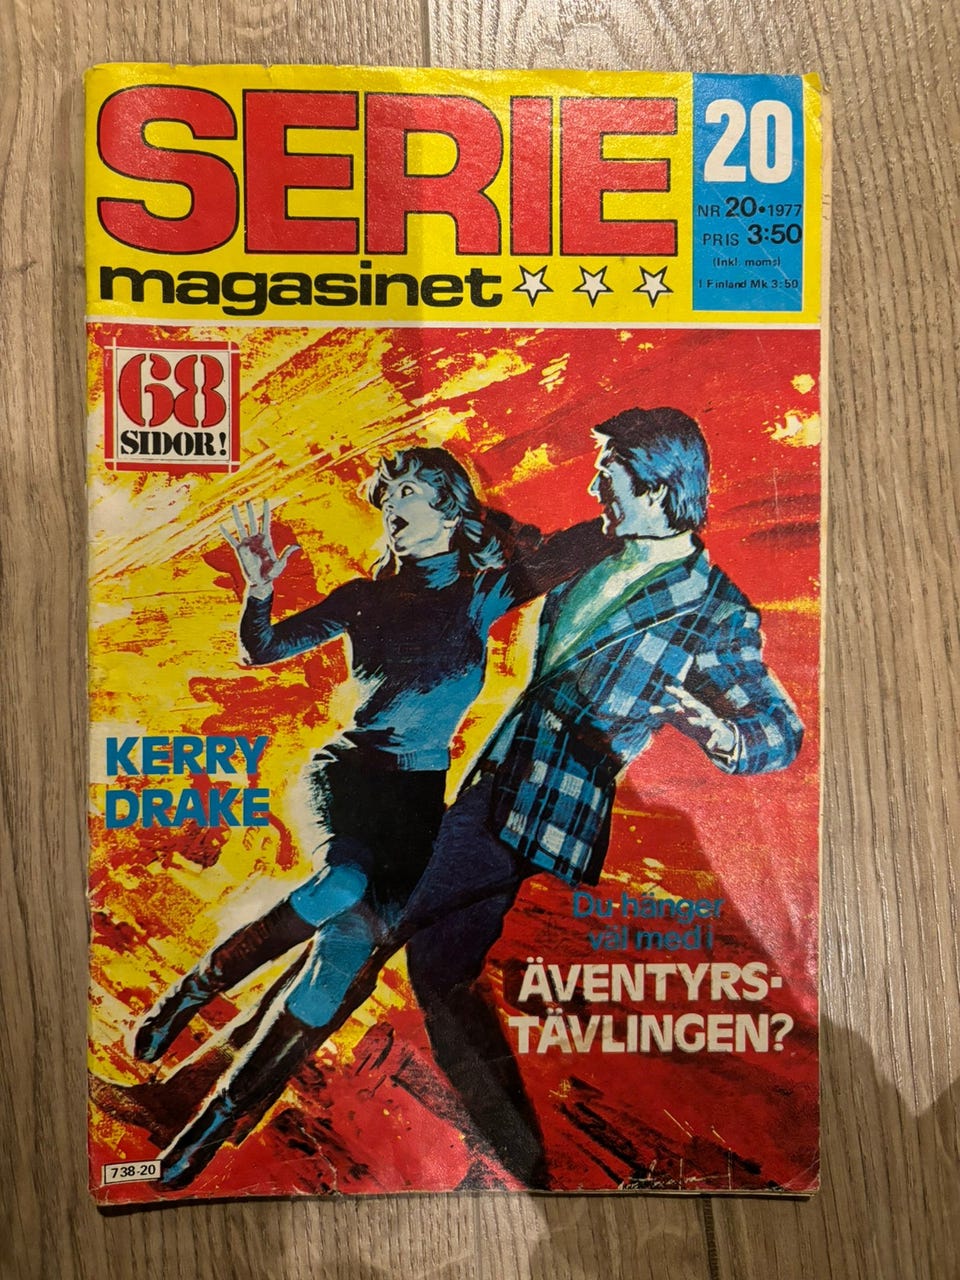 SERIE
magasinet
20
NR 20•1977
PRIS 3:50
(Inkl. moms)
I Finland Mk 3:50
68
SIDOR!
KERRY
DRAKE
Du hänger
väl med i
ÄVENTYRS-
TÄVLINGEN?
738-20